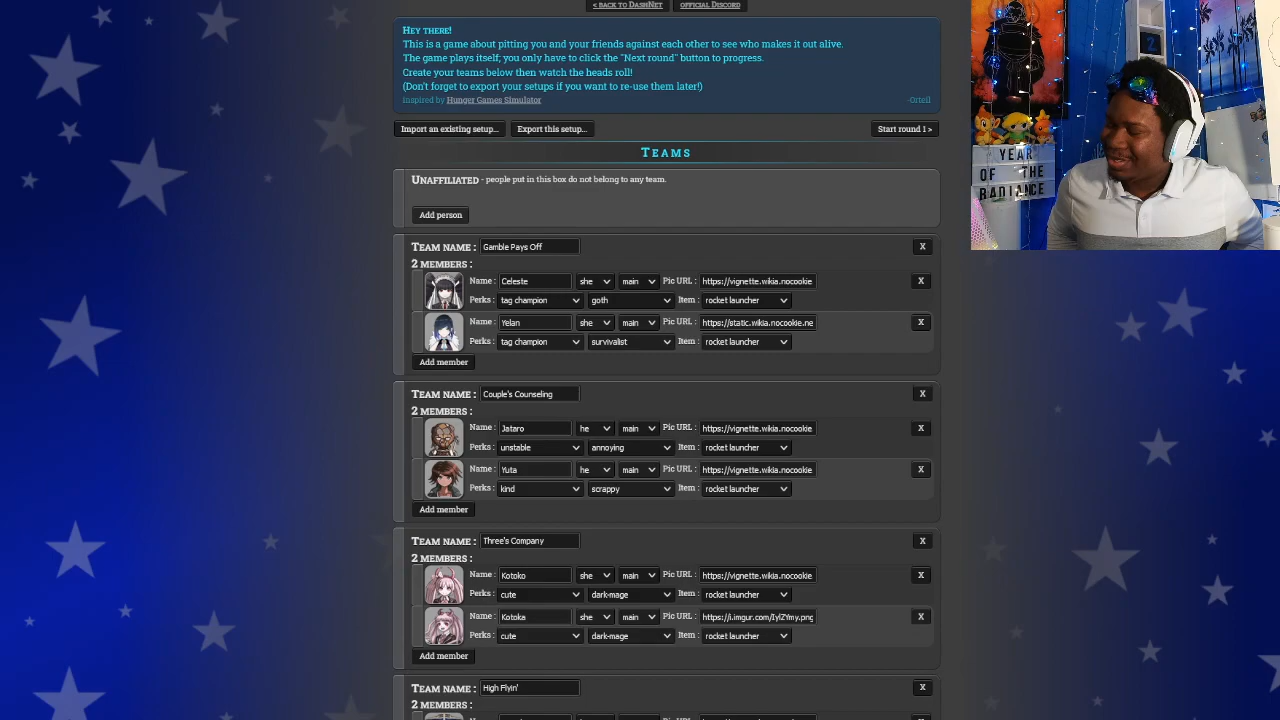 < BACK TO DASHNET OFFICIAL DISCORD
HEY THERE!
This is a game about pitting you and your friends against each other to see who makes it out alive.
The game plays itself; you only have to click the "Next round" button to progress.
Create your teams below then watch the heads roll!
(Don't forget to export your setups if you want to re-use them later!)
Inspired by Hunger Games Simulator -Orteil
Import an existing setup... Export this setup... Start round 1 >
TEAMS
UNAFFILIATED - people put in this box do not belong to any team.
Add person
TEAM NAME : Gamble Pays Off X
2 MEMBERS :
Name : Celeste she main Pic URL : https://vignette.wikia.nocookie X
Perks : tag champion goth Item : rocket launcher
Name : Yelan she main Pic URL : https://static.wikia.nocookie.ne X
Perks : tag champion survivalist Item : rocket launcher
Add member
TEAM NAME : Couple's Counseling X
2 MEMBERS :
Name : Jataro he main Pic URL : https://vignette.wikia.nocookie X
Perks : unstable annoying Item : rocket launcher
Name : Yuta he main Pic URL : https://vignette.wikia.nocookie X
Perks : kind scrappy Item : rocket launcher
Add member
TEAM NAME : Three's Company X
2 MEMBERS :
Name : Kotoko she main Pic URL : https://vignette.wikia.nocookie X
Perks : cute dark-mage Item : rocket launcher
Name : Kotoka she main Pic URL : https://i.imgur.com/IylZYmy.png X
Perks : cute dark-mage Item : rocket launcher
Add member
TEAM NAME : High Flyin' X
2 MEMBERS :
YEAR
OF THE
RADIANCE
2